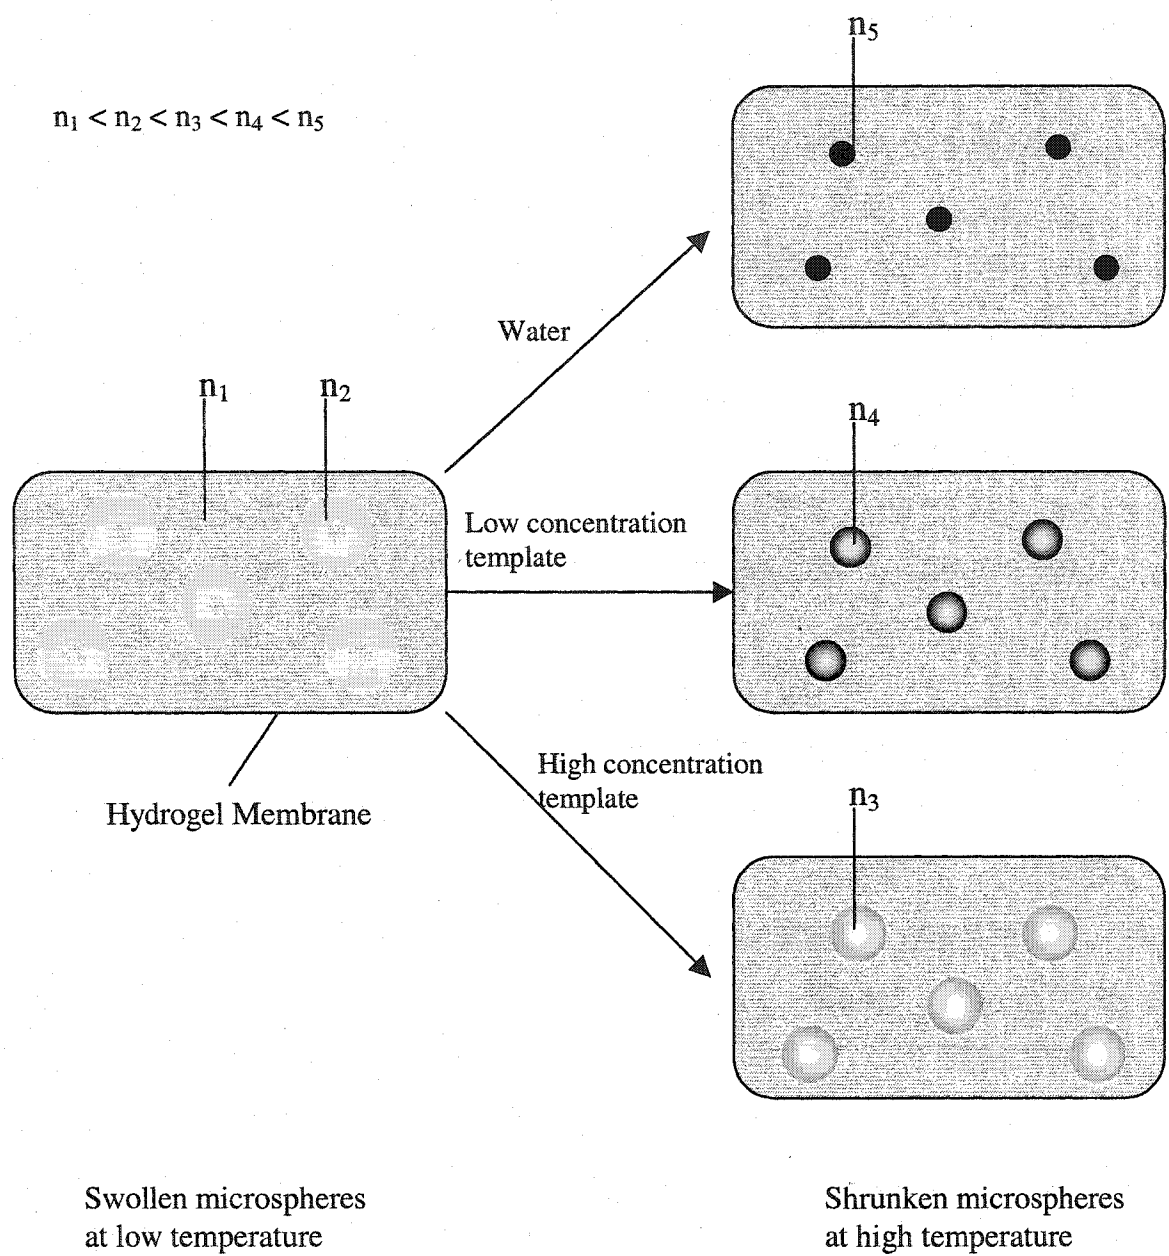 n₅
n₁ < n₂ < n₃ < n₄ < n₅
Water
n₁
n₂
n₄
Low concentration
template
High concentration
template
n₃
Hydrogel Membrane
Swollen microspheres
at low temperature
Shrunken microspheres
at high temperature